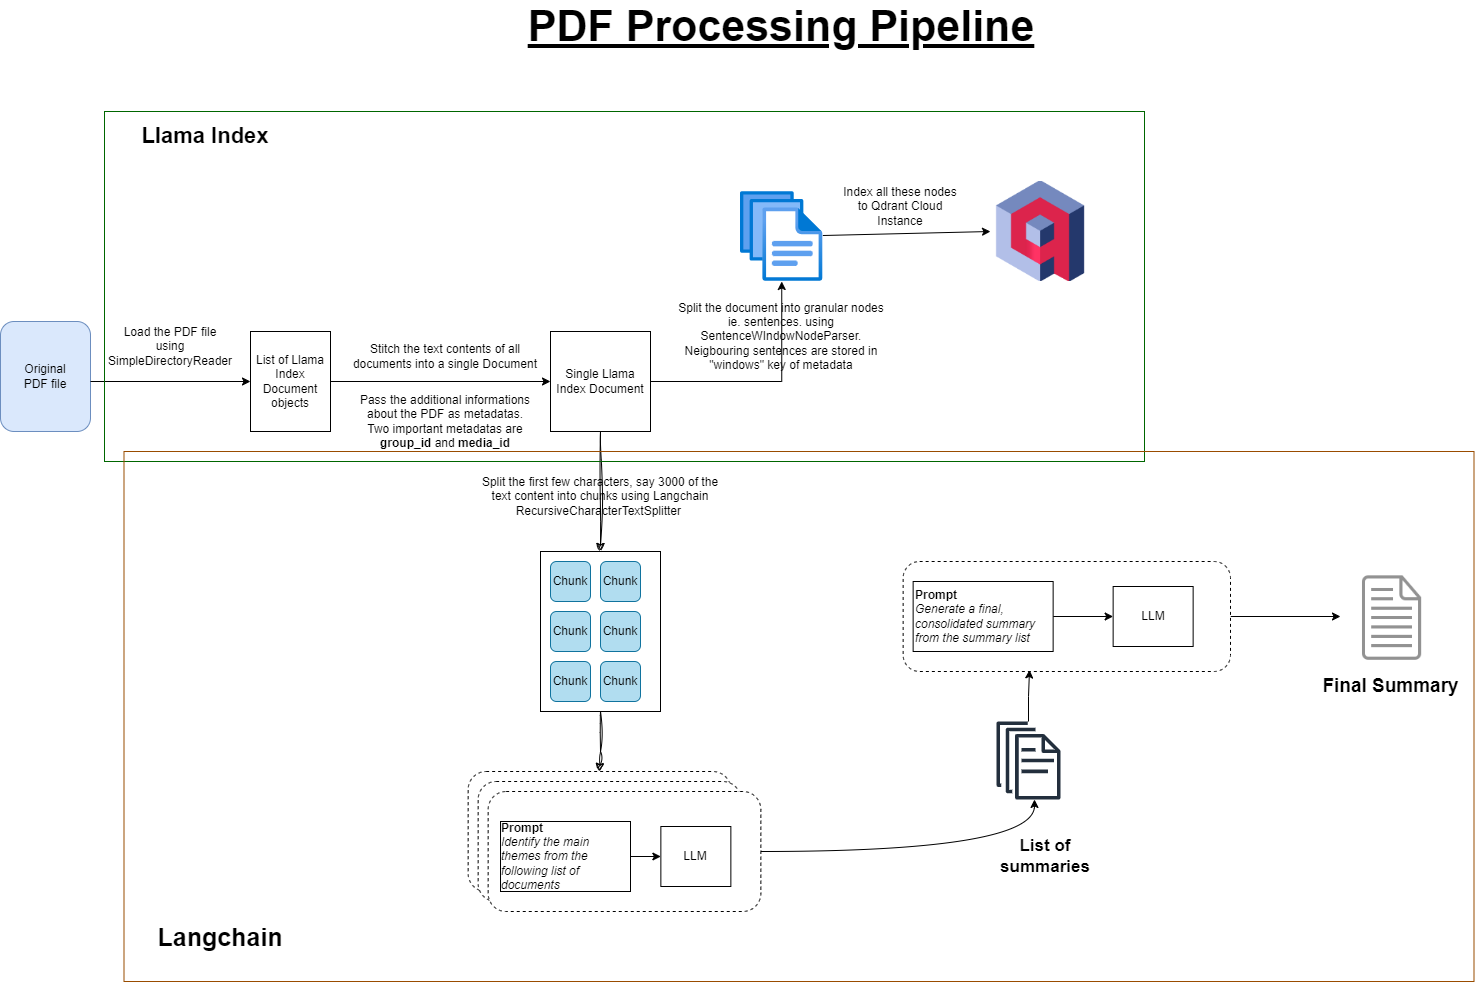 PDF Processing Pipeline
Llama Index
Index all these nodes
to Qdrant Cloud
Instance
Load the PDF file
using
SimpleDirectoryReader
Original
PDF file
List of Llama
Index
Document
objects
Stitch the text contents of all
documents into a single Document
Pass the additional informations
about the PDF as metadatas.
Two important metadatas are
group_id and media_id
Single Llama
Index Document
Split the document into granular nodes
ie. sentences. using
SentenceWIndowNodeParser.
Neigbouring sentences are stored in
"windows" key of metadata
Split the first few characters, say 3000 of the
text content into chunks using Langchain
RecursiveCharacterTextSplitter
Chunk Chunk
Chunk Chunk
Chunk Chunk
Prompt
Identify the main
themes from the
following list of
documents
LLM
List of
summaries
Prompt
Generate a final,
consolidated summary
from the summary list
LLM
Final Summary
Langchain